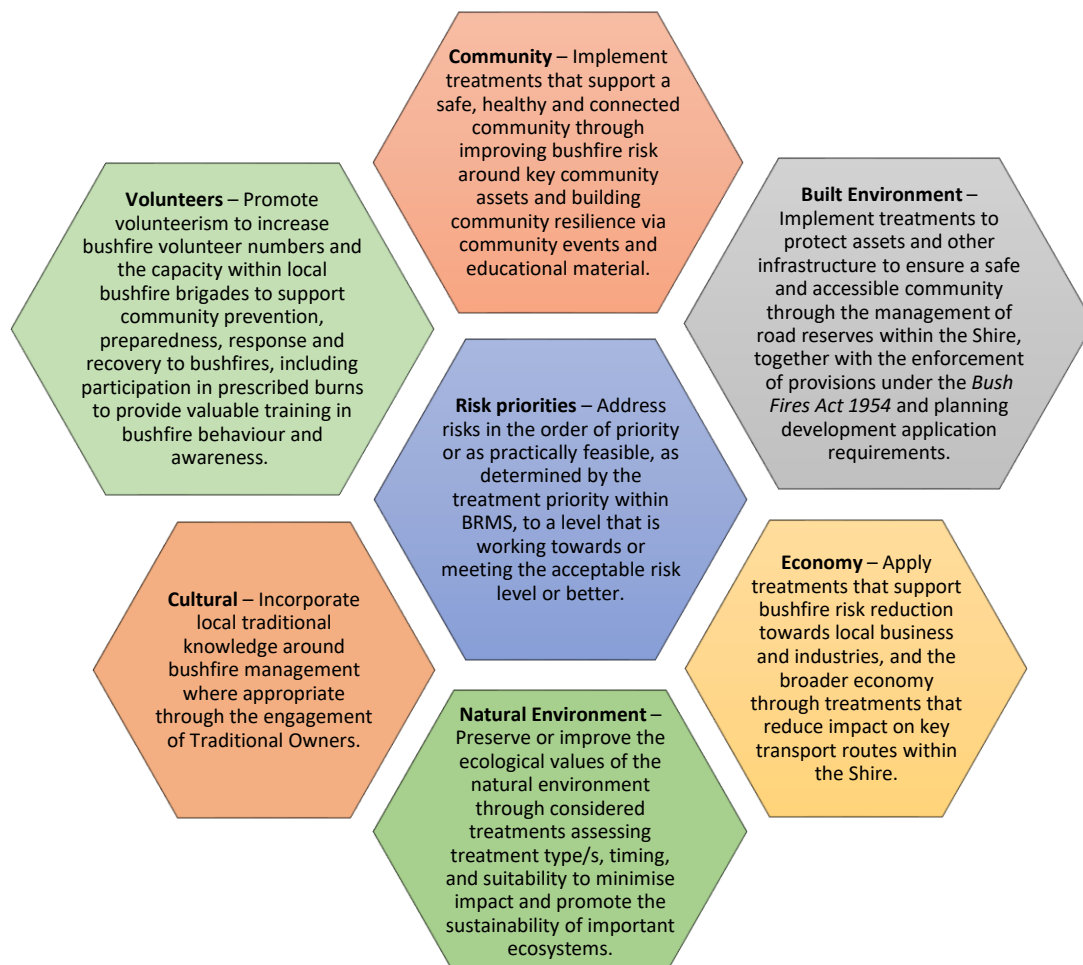 Community – Implement
treatments that support a
safe, healthy and connected
community through
improving bushfire risk
around key community
assets and building
community resilience via
community events and
educational material.
Volunteers – Promote
volunteerism to increase
bushfire volunteer numbers and
the capacity within local
bushfire brigades to support
community prevention,
preparedness, response and
recovery to bushfires, including
participation in prescribed burns
to provide valuable training in
bushfire behaviour and
awareness.
Built Environment –
Implement treatments to
protect assets and other
infrastructure to ensure a safe
and accessible community
through the management of
road reserves within the Shire,
together with the enforcement
of provisions under the Bush
Fires Act 1954 and planning
development application
requirements.
Risk priorities – Address
risks in the order of priority
or as practically feasible, as
determined by the
treatment priority within
BRMS, to a level that is
working towards or
meeting the acceptable risk
level or better.
Cultural – Incorporate
local traditional
knowledge around
bushfire management
where appropriate
through the engagement
of Traditional Owners.
Economy – Apply
treatments that support
bushfire risk reduction
towards local business
and industries, and the
broader economy
through treatments that
reduce impact on key
transport routes within
the Shire.
Natural Environment –
Preserve or improve the
ecological values of the
natural environment
through considered
treatments assessing
treatment type/s, timing,
and suitability to minimise
impact and promote the
sustainability of important
ecosystems.